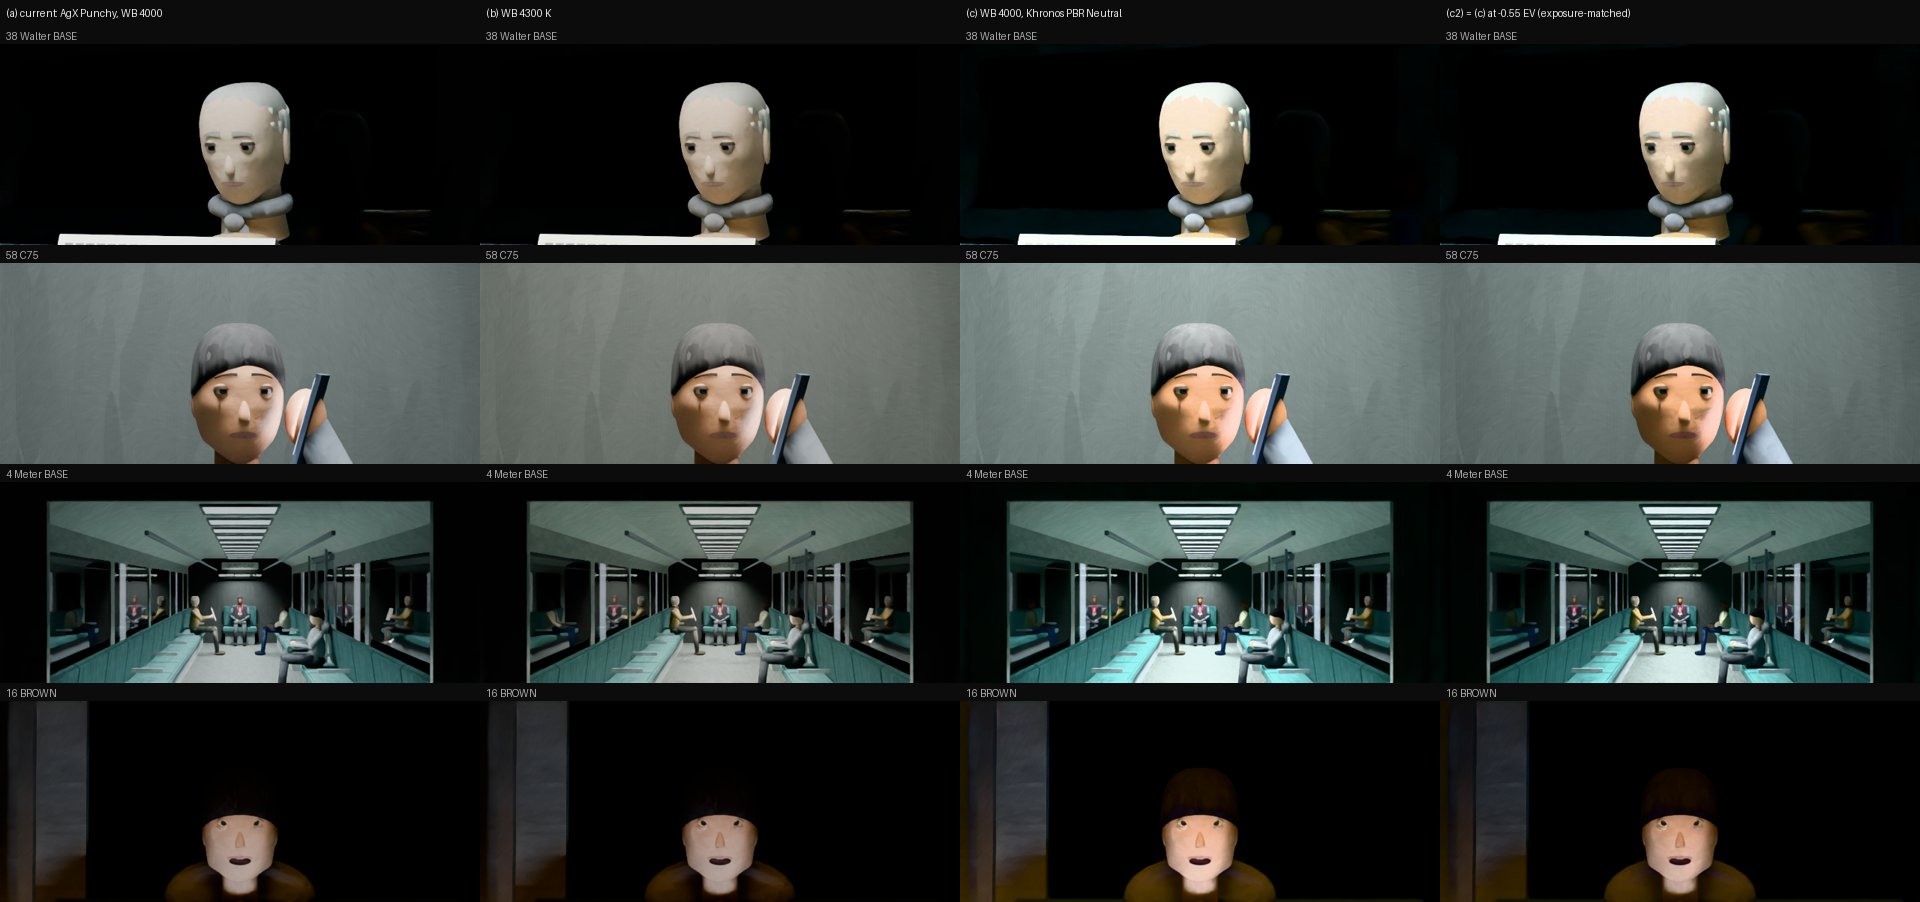 (a) current: AgX Punchy, WB 4000
(b) WB 4300 K
(c) WB 4000, Khronos PBR Neutral
(c2) = (c) at -0.55 EV (exposure-matched)
38 Walter BASE
38 Walter BASE
38 Walter BASE
38 Walter BASE
58 C75
58 C75
58 C75
58 C75
4 Meter BASE
4 Meter BASE
4 Meter BASE
4 Meter BASE
16 BROWN
16 BROWN
16 BROWN
16 BROWN